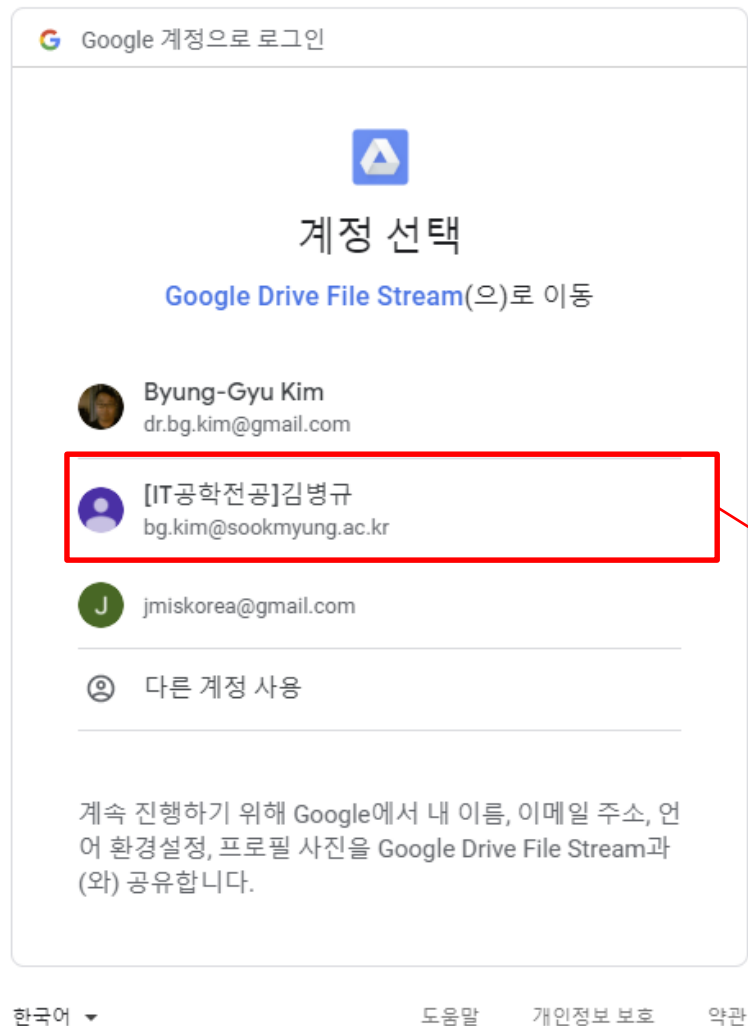 Google 계정으로 로그인
계정 선택
Google Drive File Stream(으)로 이동
Byung-Gyu Kim
dr.bg.kim@gmail.com
[IT공학전공]김병규
bg.kim@sookmyung.ac.kr
J
jmiskorea@gmail.com
다른 계정 사용
계속 진행하기 위해 Google에서 내 이름, 이메일 주소, 언
어 환경설정, 프로필 사진을 Google Drive File Stream과
(와) 공유합니다.
한국어 도움말 개인정보 보호 약관